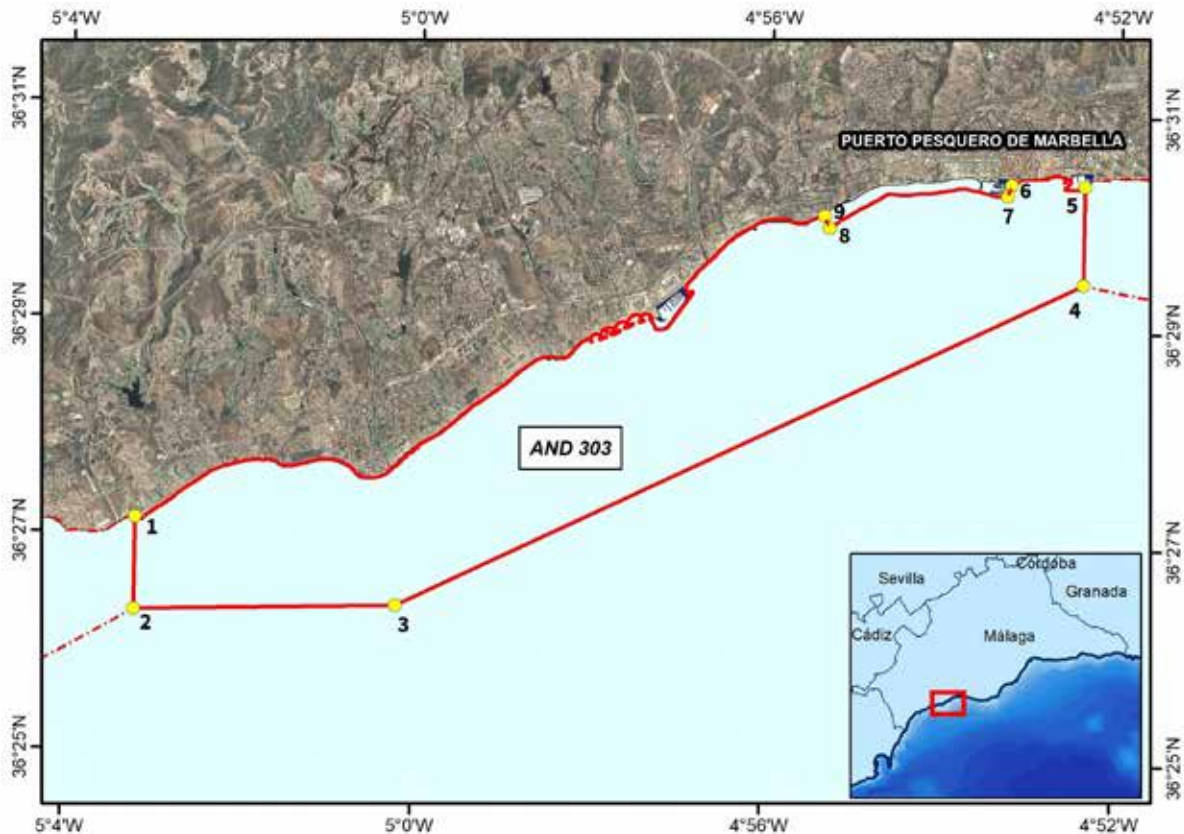 5°4'W 5°0'W 4°56'W 4°52'W
36°31'N 36°31'N
PUERTO PESQUERO DE MARBELLA
9 6
8 7 5
36°29'N 36°29'N
4
AND 303
1
36°27'N 36°27'N
2 3
Córdoba
Sevilla Granada
Cádiz Málaga
36°25'N 36°25'N
5°4'W 5°0'W 4°56'W 4°52'W